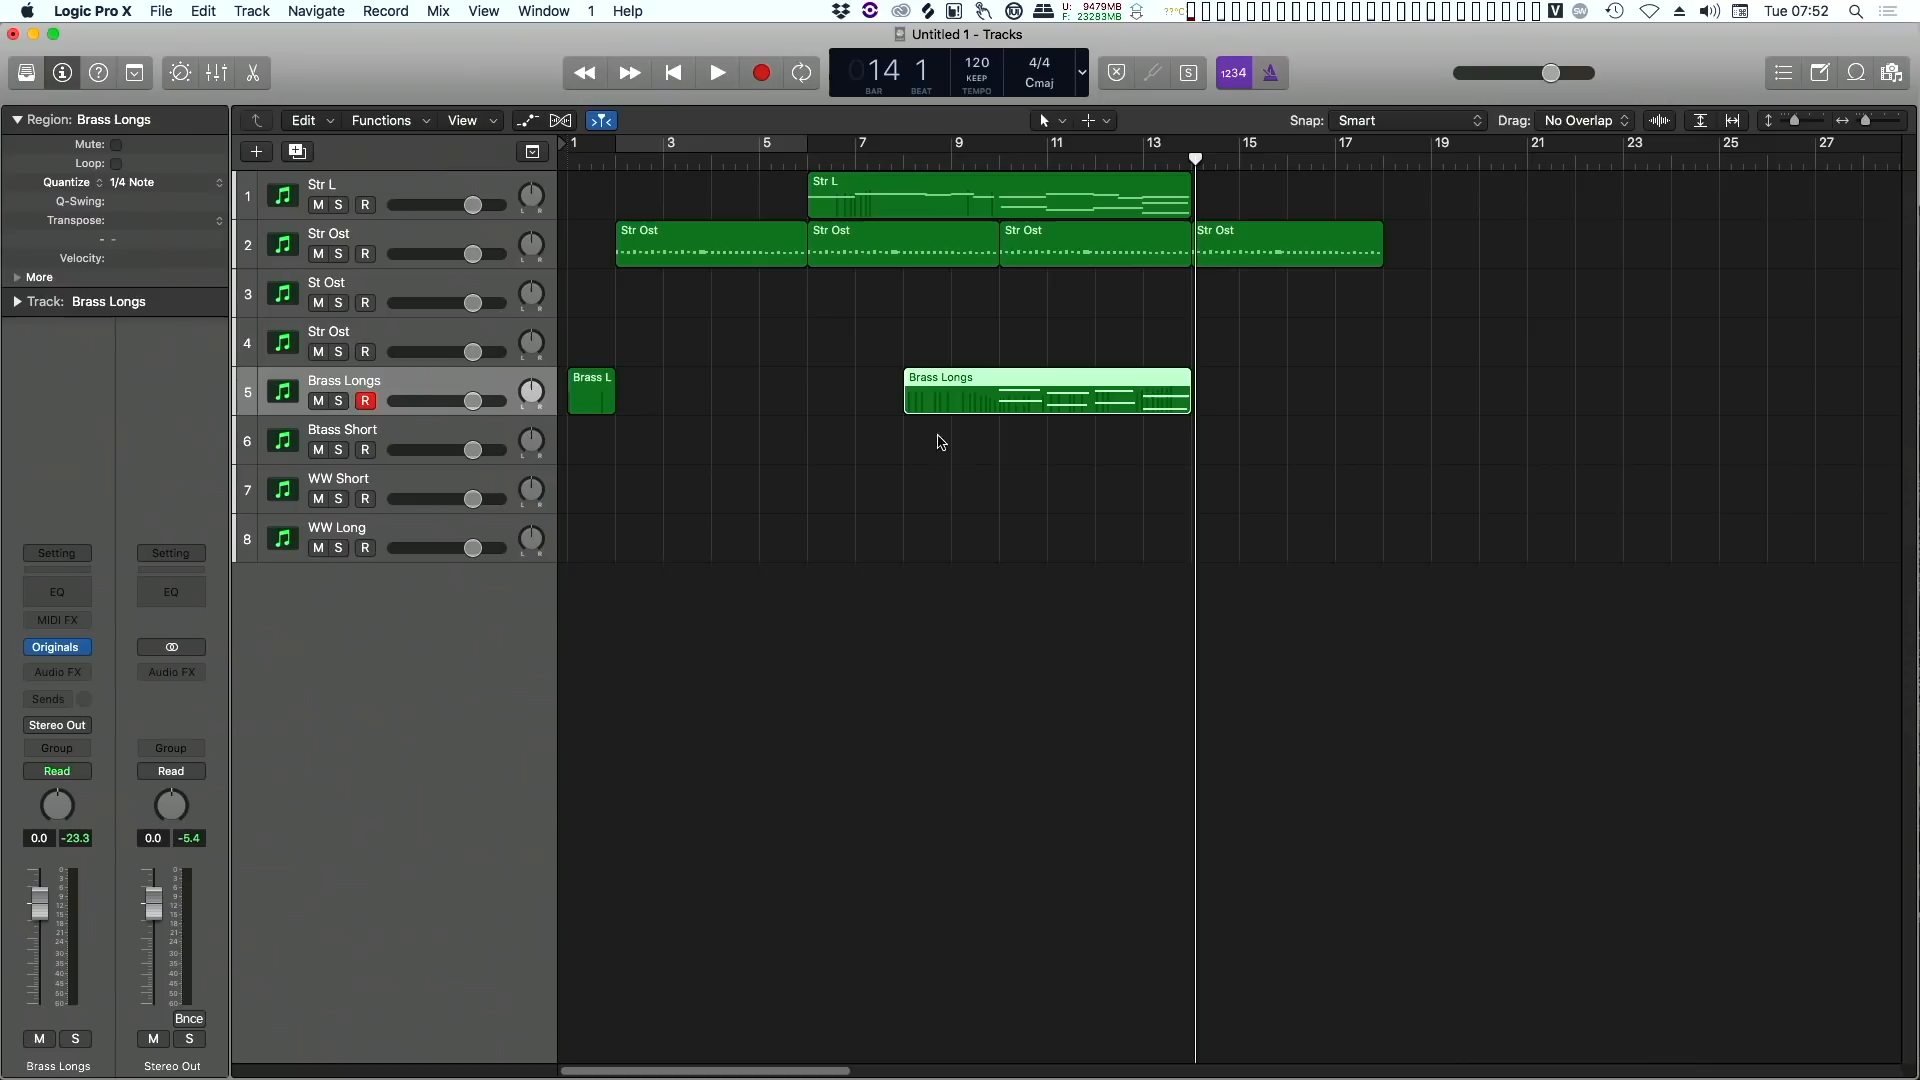 Logic Pro X File Edit Track Navigate Record Mix View Window 1 Help
U: 9479MB
F: 23283MB
??°C
Tue 07:52
Untitled 1 - Tracks
14 1
BAR BEAT
120
KEEP
TEMPO
4/4
Cmaj
S
1234
Region: Brass Longs
Mute:
Loop:
Quantize 1/4 Note
Q-Swing:
Transpose:
- -
Velocity:
More
Track: Brass Longs
Edit Functions View
Snap: Smart Drag: No Overlap
1 3 5 7 9 11 13 15 17 19 21 23 25 27
1 Str L
M S R
2 Str Ost
M S R
3 St Ost
M S R
4 Str Ost
M S R
5 Brass Longs
M S R
6 Btass Short
M S R
7 WW Short
M S R
8 WW Long
M S R
Str L
Str Ost Str Ost Str Ost Str Ost
Brass L Brass Longs
Setting Setting
EQ EQ
MIDI FX
Originals
Audio FX Audio FX
Sends
Stereo Out
Group Group
Read Read
0.0 -23.3 0.0 -5.4
Bnce
M S M S
Brass Longs Stereo Out